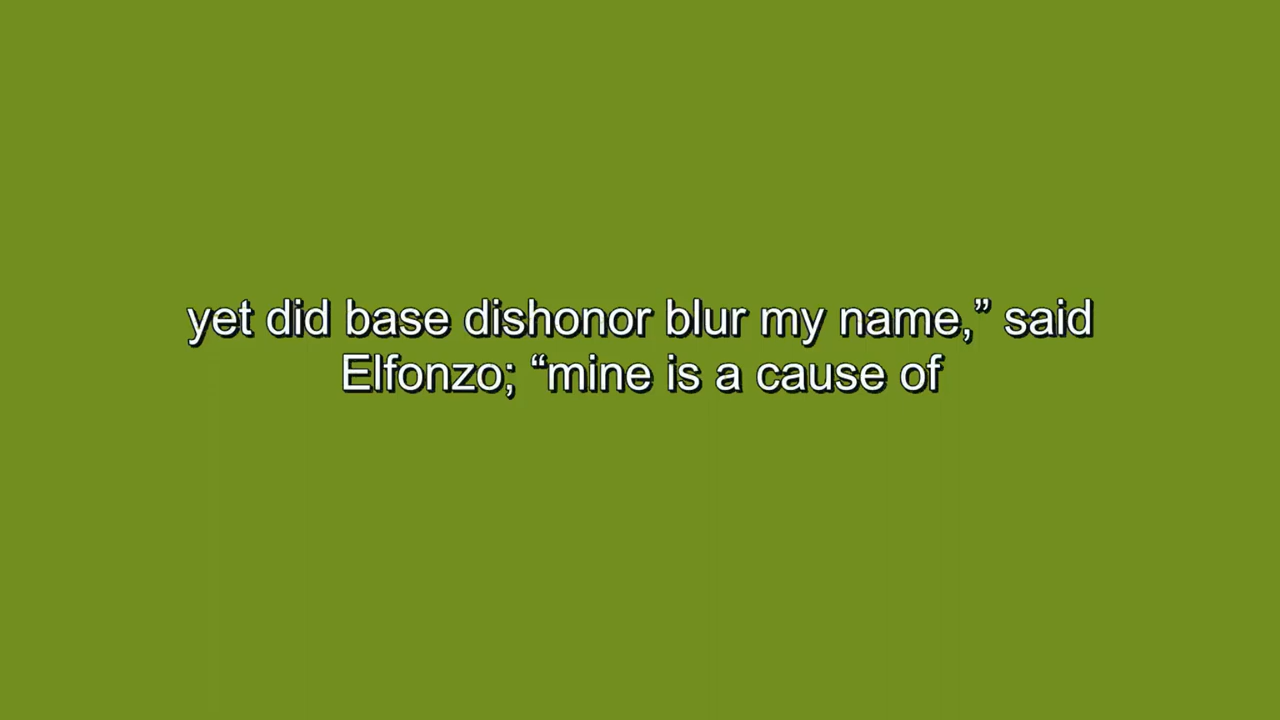 yet did base dishonor blur my name,” said
Elfonzo; “mine is a cause of